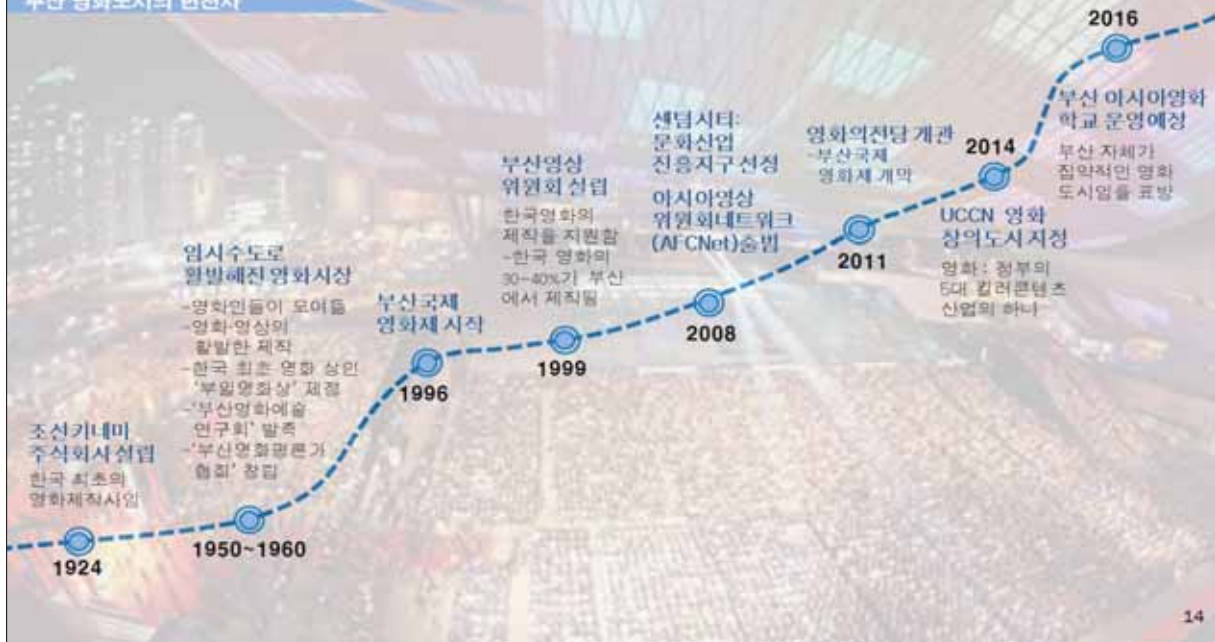 부산 영화도시의 변천사
조선키네마
주식회사 설립
한국 최초의
영화제작사임
1924
임시수도로
활발해진 영화시장
-영화인들이 모여듦
-영화·영상의
활발한 제작
-한국 최초 영화 상인
'부일영화상' 제정
-'부산영화예술
연구회' 발족
-'부산영화평론가
협회' 창립
1950~1960
부산국제
영화제 시작
1996
부산영상
위원회 설립
한국영화의
제작을 지원함
-한국 영화의
30~40%가 부산
에서 제작됨
1999
센텀시티:
문화산업
진흥지구 선정
아시아영상
위원회네트워크
(AFCNet)출범
2008
영화의전당 개관
-부산국제
영화제 개막
2011
2014
UCCN 영화
창의도시 지정
영화 : 정부의
5대 킬러콘텐츠
산업의 하나
2016
부산 아시아영화
학교 운영예정
부산 자체가
집약적인 영화
도시임을 표방
14